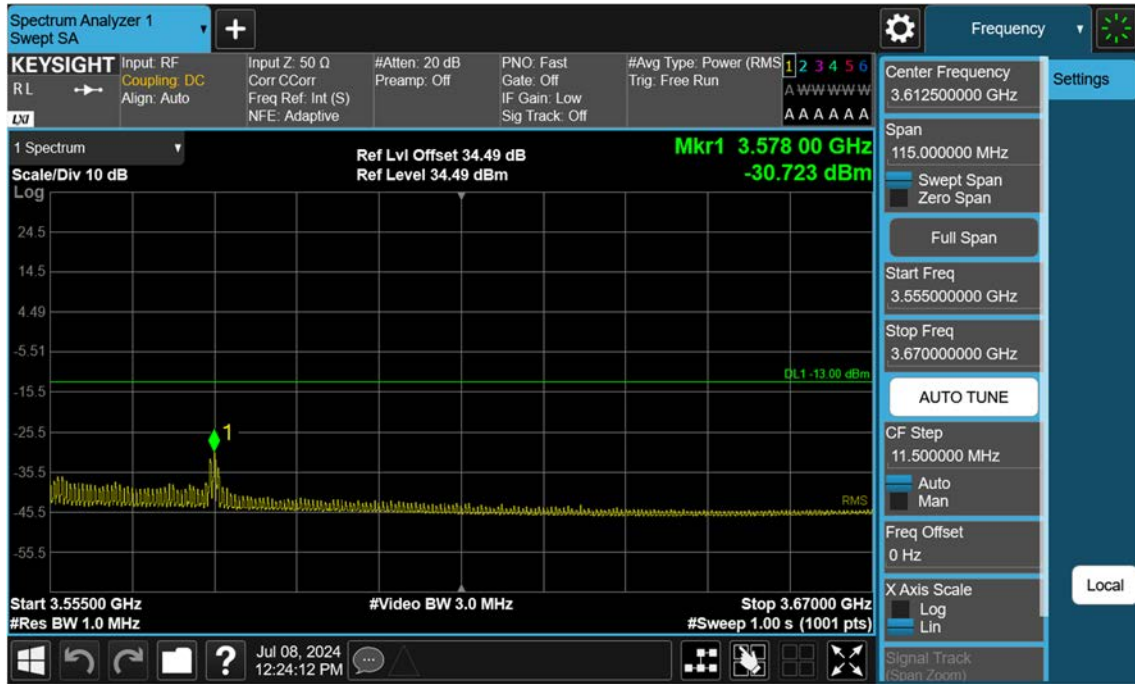 Spectrum Analyzer 1
Swept SA
+
Frequency
KEYSIGHT
RL
LXI
Input: RF
Coupling: DC
Align: Auto
Input Z: 50 Ω
Corr CCorr
Freq Ref: Int (S)
NFE: Adaptive
#Atten: 20 dB
Preamp: Off
PNO: Fast
Gate: Off
IF Gain: Low
Sig Track: Off
#Avg Type: Power (RMS
Trig: Free Run
1 2 3 4 5 6
A W W W W W
A A A A A A
1 Spectrum
Scale/Div 10 dB
Ref Lvl Offset 34.49 dB
Ref Level 34.49 dBm
Mkr1 3.578 00 GHz
-30.723 dBm
Log
24.5
14.5
4.49
-5.51
DL1 -13.00 dBm
-15.5
-25.5
1
-35.5
RMS
-45.5
-55.5
Start 3.55500 GHz
#Video BW 3.0 MHz
Stop 3.67000 GHz
#Res BW 1.0 MHz
#Sweep 1.00 s (1001 pts)
?
Jul 08, 2024
12:24:12 PM
Center Frequency
3.612500000 GHz
Settings
Span
115.000000 MHz
Swept Span
Zero Span
Full Span
Start Freq
3.555000000 GHz
Stop Freq
3.670000000 GHz
AUTO TUNE
CF Step
11.500000 MHz
Auto
Man
Freq Offset
0 Hz
X Axis Scale
Log
Lin
Local
Signal Track
(Span Zoom)